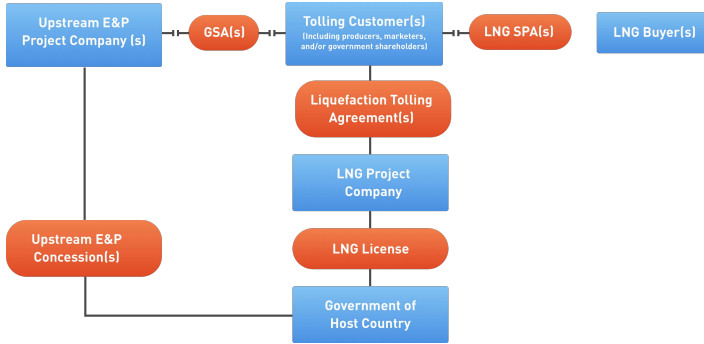 Upstream E&P
Project Company (s)
GSA(s)
Tolling Customer(s)
(Including producers, marketers,
and/or government shareholders)
LNG SPA(s)
LNG Buyer(s)
Liquefaction Tolling
Agreement(s)
LNG Project
Company
Upstream E&P
Concession(s)
LNG License
Government of
Host Country